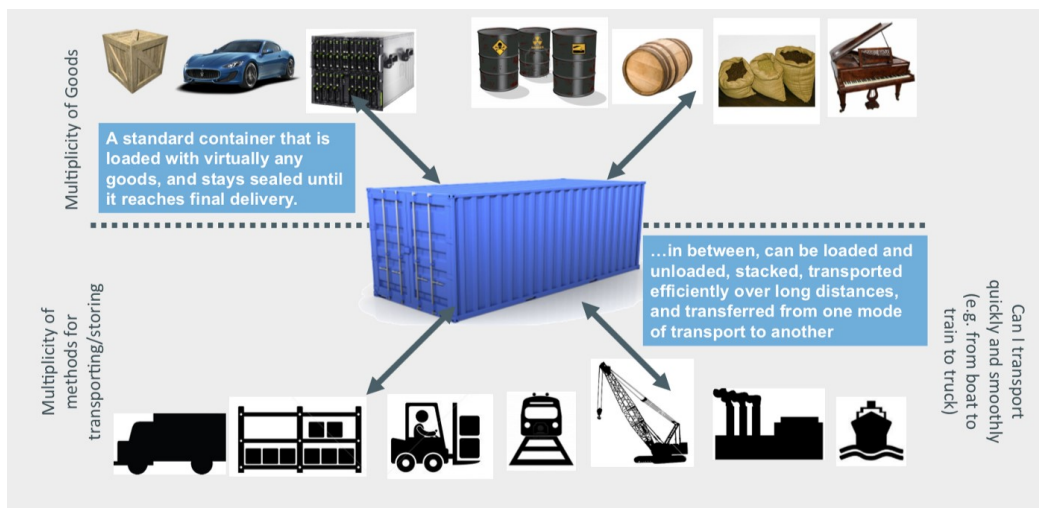 Multiplicity of Goods
A standard container that is
loaded with virtually any
goods, and stays sealed until
it reaches final delivery.
…in between, can be loaded and
unloaded, stacked, transported
efficiently over long distances,
and transferred from one mode
of transport to another
Multiplicity of
methods for
transporting/storing
Can I transport
quickly and smoothly
(e.g. from boat to
train to truck)